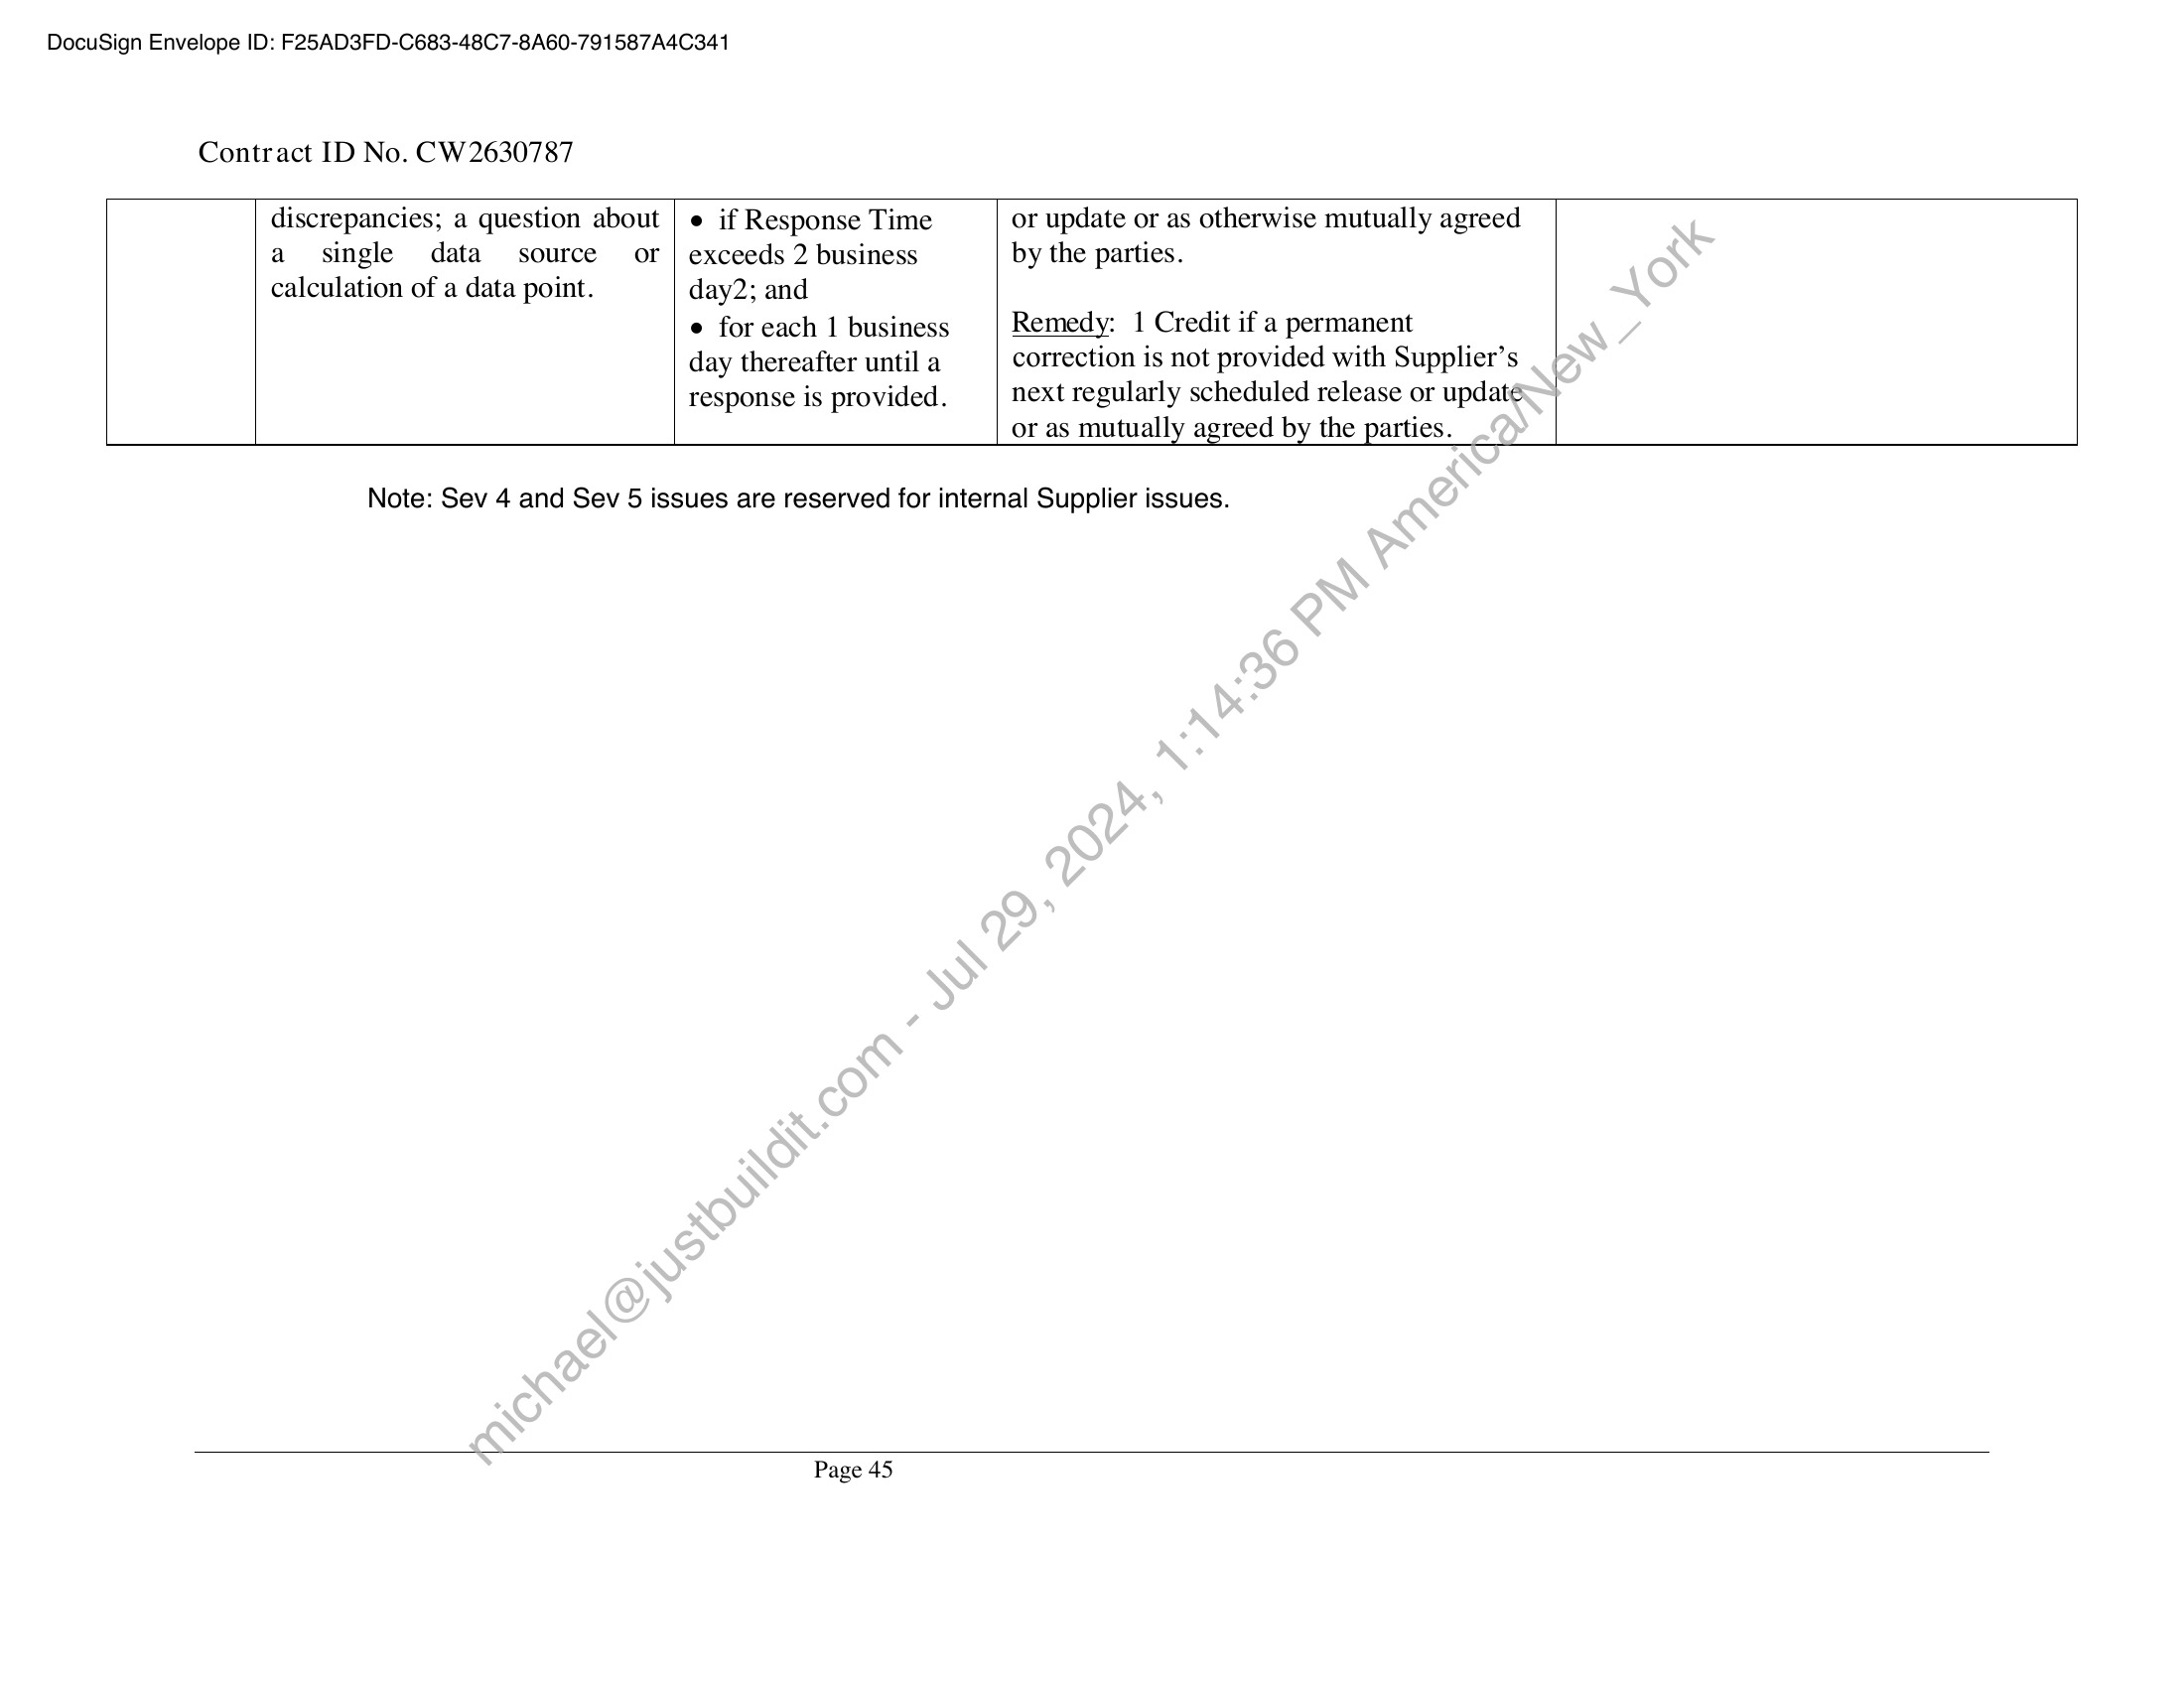 DocuSign Envelope ID: F25AD3FD-C683-48C7-8A60-791587A4C341
Contract ID No. CW2630787
discrepancies; a question about
a single data source or
calculation of a data point.
• if Response Time
exceeds 2 business
day2; and
• for each 1 business
day thereafter until a
response is provided.
or update or as otherwise mutually agreed
by the parties.
Remedy: 1 Credit if a permanent
correction is not provided with Supplier’s
next regularly scheduled release or update
or as mutually agreed by the parties.
Note: Sev 4 and Sev 5 issues are reserved for internal Supplier issues.
michael@justbuildit.com - Jul 29, 2024, 1:14:36 PM America/New_York
Page 45